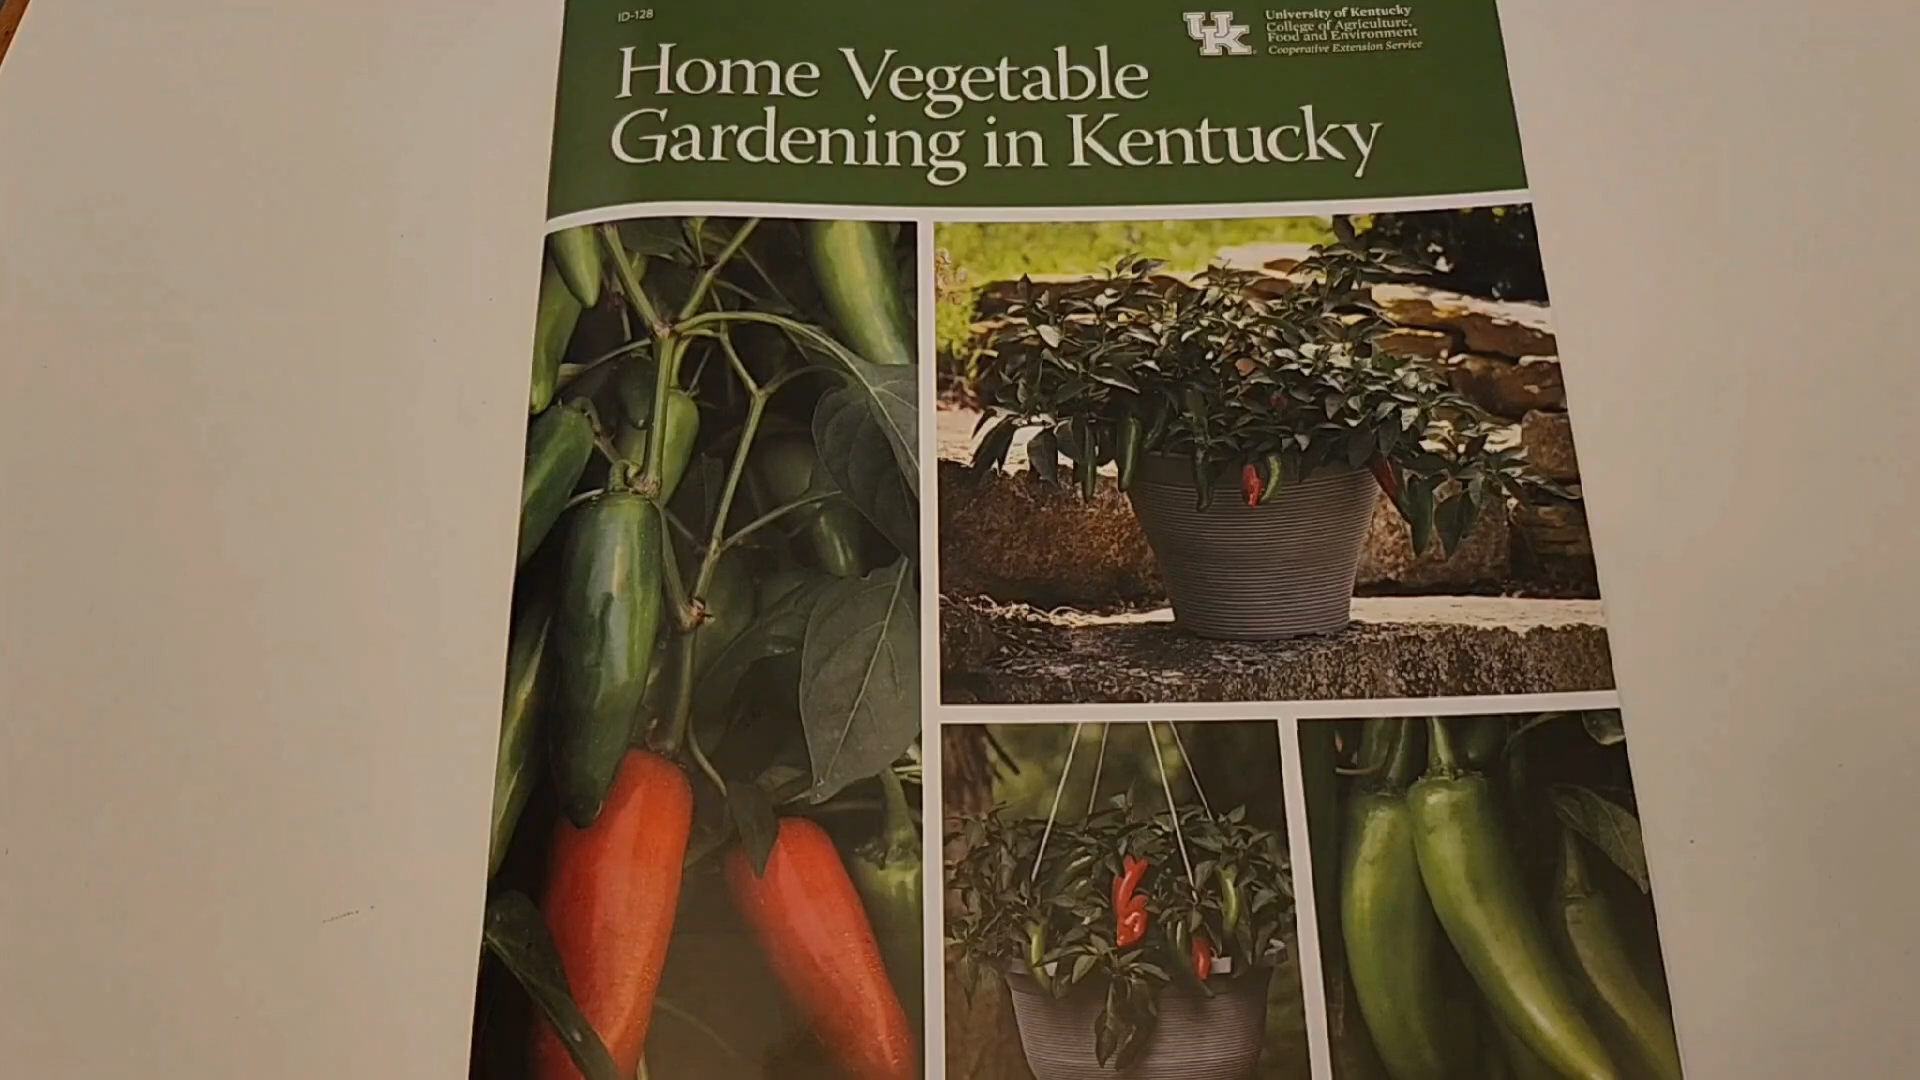 ID-128
UK
University of Kentucky
College of Agriculture,
Food and Environment
Cooperative Extension Service
Home Vegetable
Gardening in Kentucky